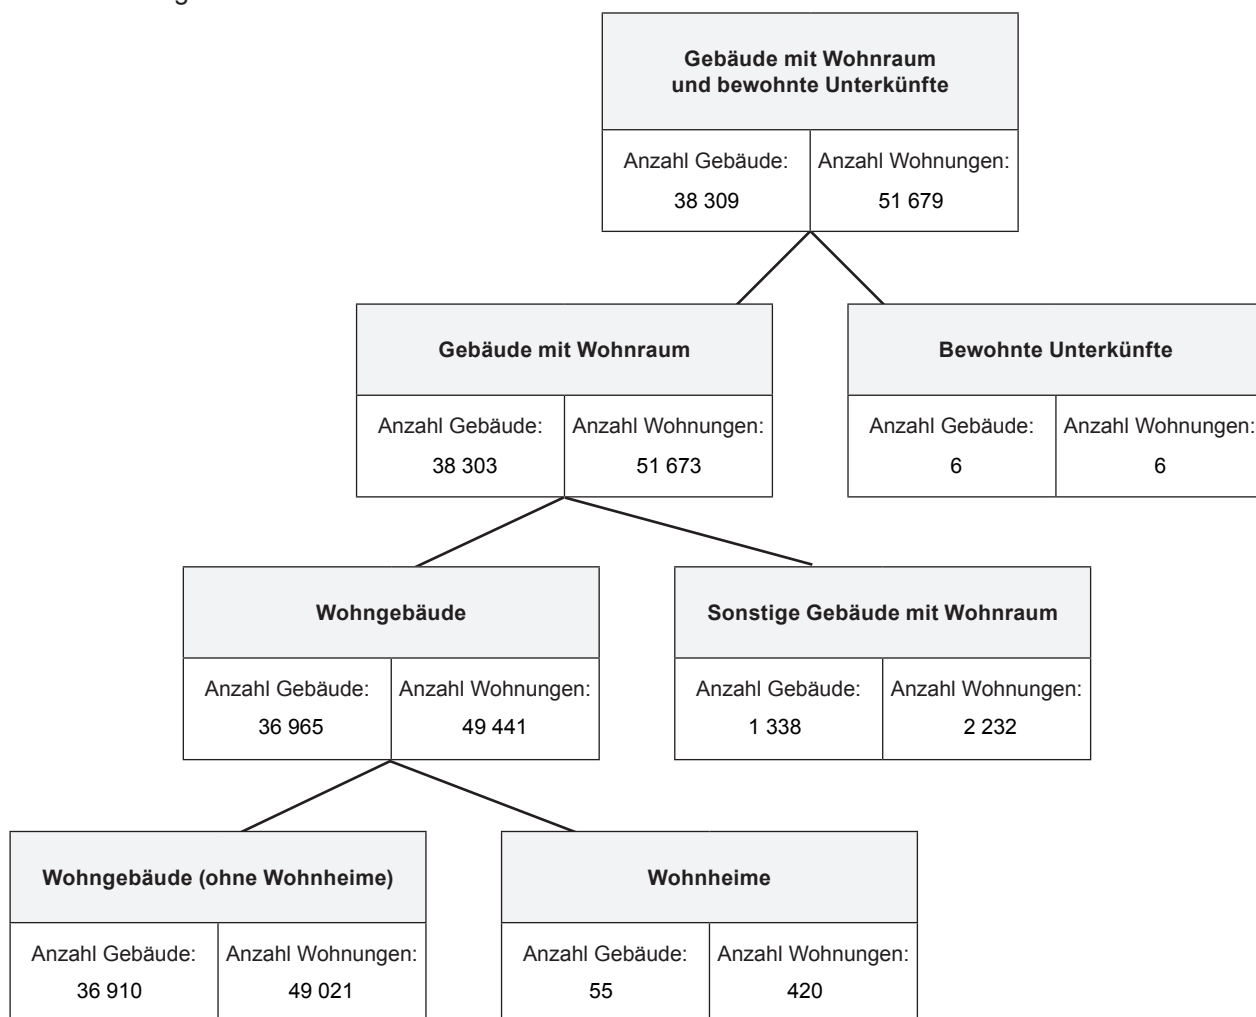 Gebäude mit Wohnraum
und bewohnte Unterkünfte
Anzahl Gebäude: Anzahl Wohnungen:
38 309 51 679
Gebäude mit Wohnraum
Anzahl Gebäude: Anzahl Wohnungen:
38 303 51 673
Bewohnte Unterkünfte
Anzahl Gebäude: Anzahl Wohnungen:
6 6
Wohngebäude
Anzahl Gebäude: Anzahl Wohnungen:
36 965 49 441
Sonstige Gebäude mit Wohnraum
Anzahl Gebäude: Anzahl Wohnungen:
1 338 2 232
Wohngebäude (ohne Wohnheime)
Anzahl Gebäude: Anzahl Wohnungen:
36 910 49 021
Wohnheime
Anzahl Gebäude: Anzahl Wohnungen:
55 420